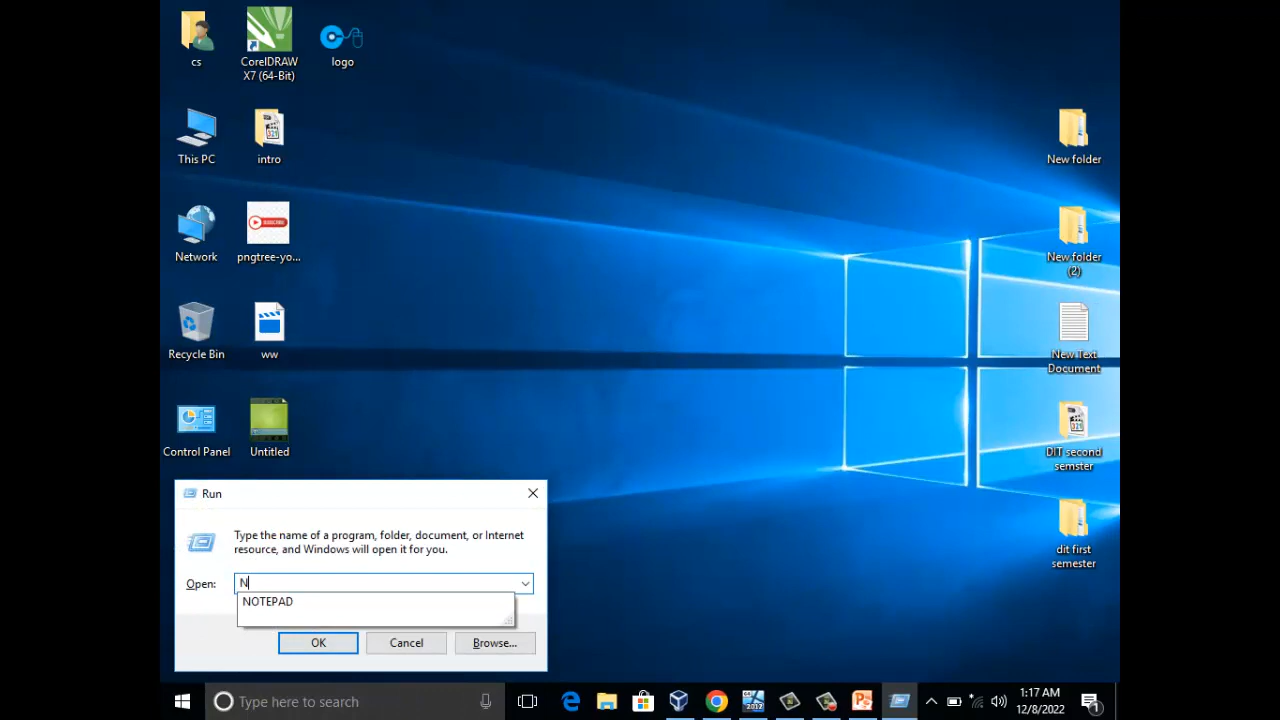 cs
CorelDRAW
X7 (64-Bit)
logo
This PC
intro
New folder
Network
SUBSCRIBE
pngtree-yo...
New folder
(2)
Recycle Bin
ww
New Text
Document
Control Panel
Untitled
DIT second
semster
dit first
semester
Run
Type the name of a program, folder, document, or Internet
resource, and Windows will open it for you.
Open:
N
NOTEPAD
OK
Cancel
Browse...
Type here to search
1:17 AM
12/8/2022
1